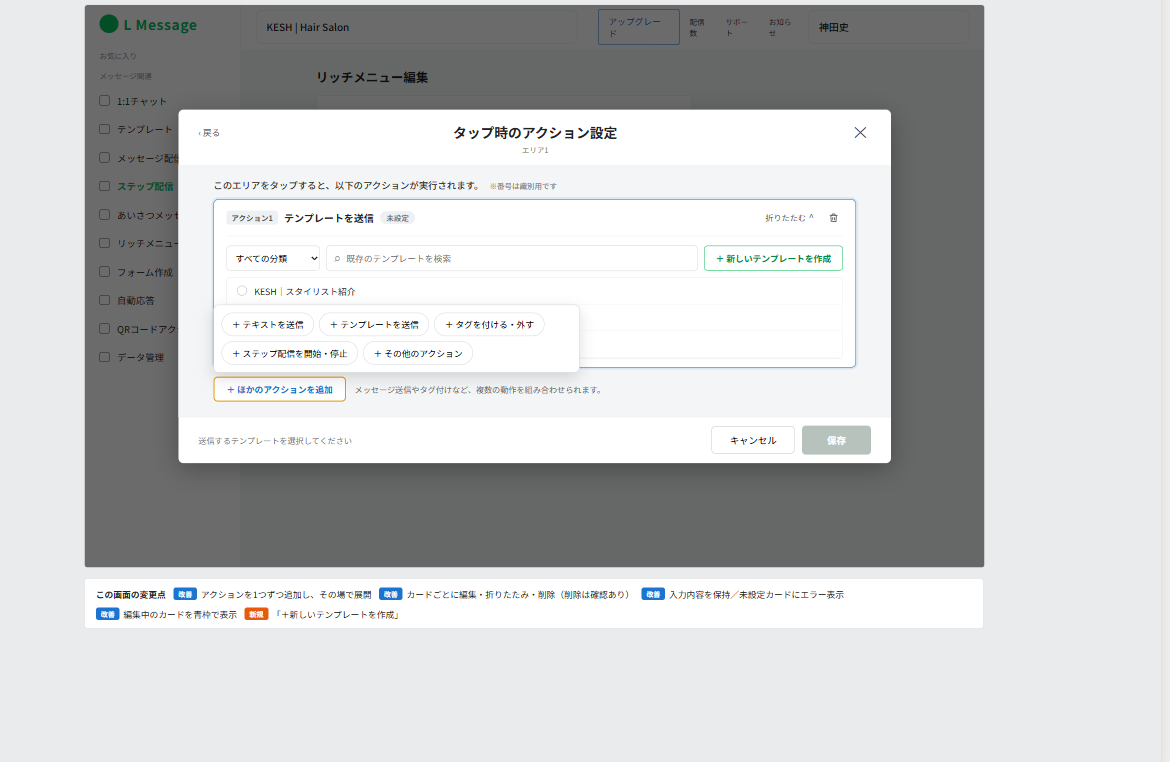 L Message
KESH | Hair Salon
アップグレード
配信数
サポート
お知らせ
神田史
お気に入り
メッセージ関連
リッチメニュー編集
1:1チャット
テンプレート
メッセージ配信
ステップ配信
あいさつメッセ
リッチメニュー
フォーム作成
自動応答
QRコードアク
データ管理
‹ 戻る
タップ時のアクション設定
エリア1
このエリアをタップすると、以下のアクションが実行されます。 ※番号は識別用です
アクション1 テンプレートを送信 未設定 折りたたむ ^
すべての分類 既存のテンプレートを検索 ＋新しいテンプレートを作成
KESH｜スタイリスト紹介
＋テキストを送信 ＋テンプレートを送信 ＋タグを付ける・外す
＋ステップ配信を開始・停止 ＋その他のアクション
＋ほかのアクションを追加 メッセージ送信やタグ付けなど、複数の動作を組み合わせられます。
送信するテンプレートを選択してください キャンセル 保存
この画面の変更点 改善 アクションを1つずつ追加し、その場で展開 改善 カードごとに編集・折りたたみ・削除（削除は確認あり） 改善 入力内容を保持／未設定カードにエラー表示
改善 編集中のカードを青枠で表示 新規 「＋新しいテンプレートを作成」